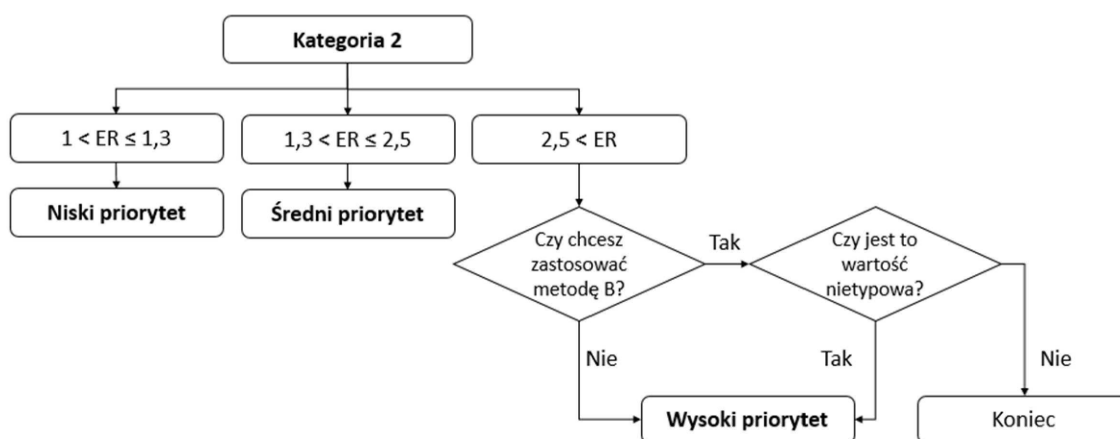 Kategoria 2
1 < ER ≤ 1,3
1,3 < ER ≤ 2,5
2,5 < ER
Niski priorytet
Średni priorytet
Czy chcesz
zastosować
metodę B?
Tak
Czy jest to
wartość
nietypowa?
Nie
Tak
Nie
Wysoki priorytet
Koniec